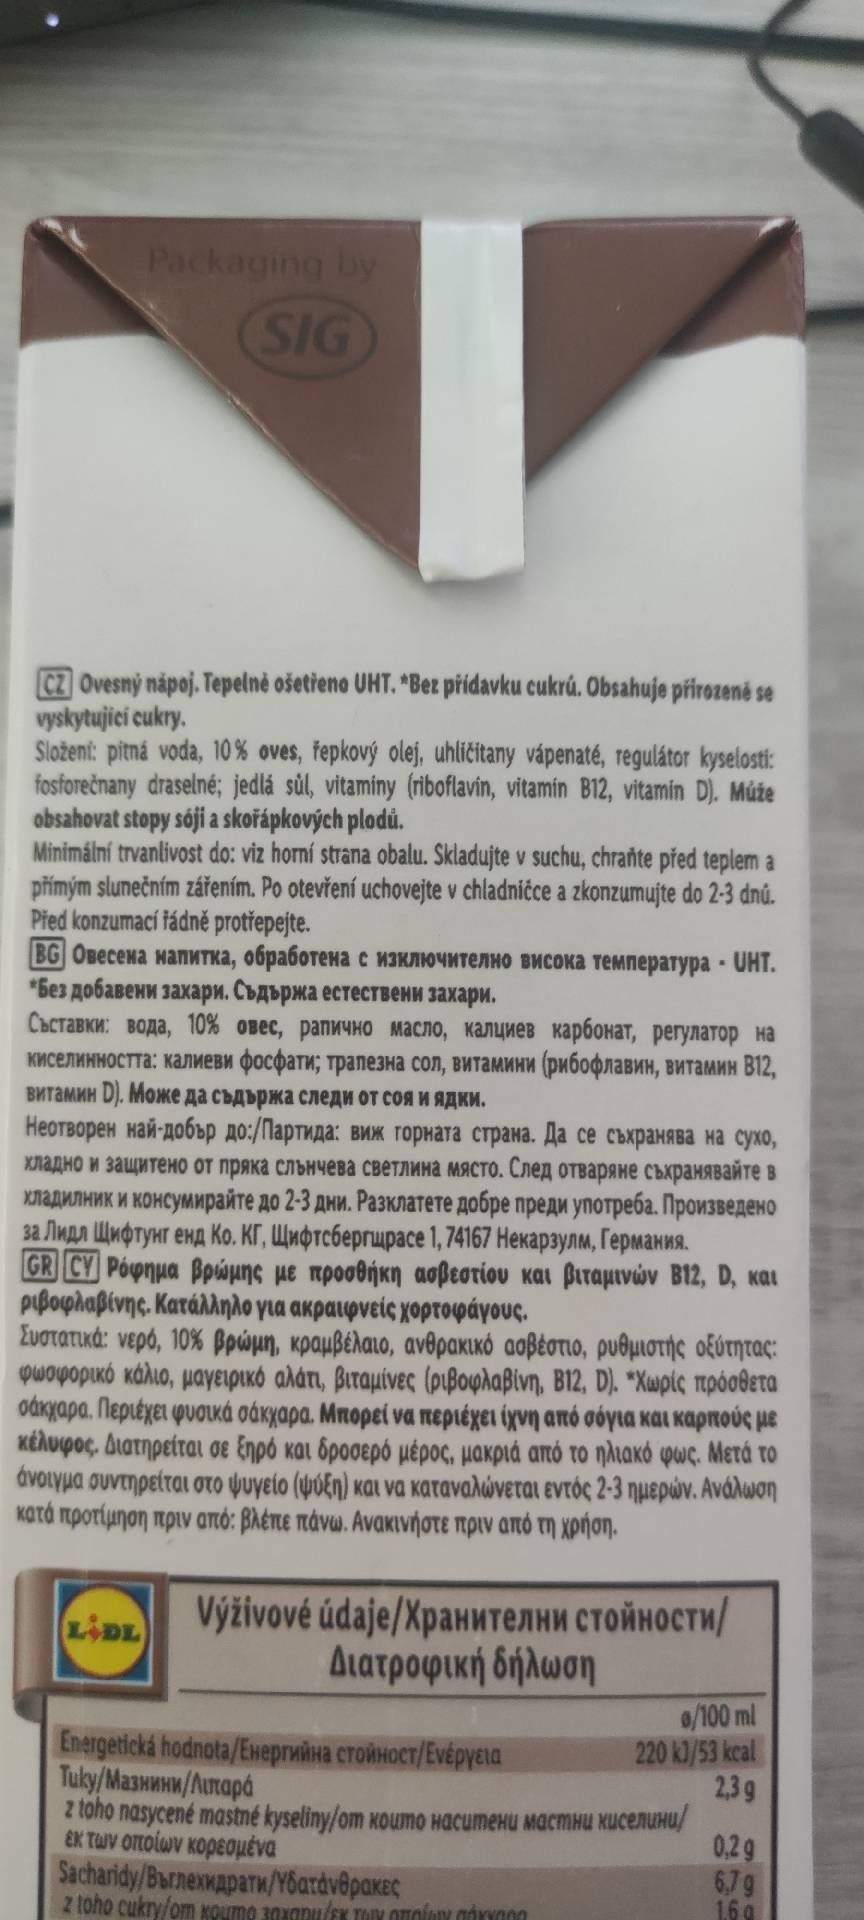 Packaging by
SIG
CZ Ovesný nápoj. Tepelně ošetřeno UHT. *Bez přídavku cukrů. Obsahuje přirozeně se
vyskytující cukry.
Složení: pitná voda, 10% oves, řepkový olej, uhličitany vápenaté, regulátor kyselosti:
fosforečnany draselné; jedlá sůl, vitamíny (riboflavin, vitamín B12, vitamín D). Může
obsahovat stopy sóji a skořápkových plodů.
Minimální trvanlivost do: viz horní strana obalu. Skladujte v suchu, chraňte před teplem a
přímým slunečním zářením. Po otevření uchovejte v chladničce a zkonzumujte do 2-3 dnů.
Před konzumací řádně protřepejte.
BG Овесена напитка, обработена с изключително висока температура - UHT.
*Без добавени захари. Съдържа естествени захари.
Съставки: вода, 10% овес, рапично масло, калциев карбонат, регулатор на
киселинността: калиеви фосфати; трапезна сол, витамини (рибофлавин, витамин B12,
витамин D). Може да съдържа следи от соя и ядки.
Неотворен най-добър до:/Партида: виж горната страна. Да се съхранява на сухо,
хладно и защитено от пряка слънчева светлина място. След отваряне съхранявайте в
хладилник и консумирайте до 2-3 дни. Разклатете добре преди употреба. Произведено
за Лидл Щифтунг енд Ко. КГ, Щифтсбергщрасе 1, 74167 Некарзулм, Германия.
GR CY Ρόφημα βρώμης με προσθήκη ασβεστίου και βιταμινών B12, D, και
ριβοφλαβίνης. Κατάλληλο για ακραιφνείς χορτοφάγους.
Συστατικά: νερό, 10% βρώμη, κραμβέλαιο, ανθρακικό ασβέστιο, ρυθμιστής οξύτητας:
φωσφορικό κάλιο, μαγειρικό αλάτι, βιταμίνες (ριβοφλαβίνη, B12, D). *Χωρίς πρόσθετα
σάκχαρα. Περιέχει φυσικά σάκχαρα. Μπορεί να περιέχει ίχνη από σόγια και καρπούς με
κέλυφος. Διατηρείται σε ξηρό και δροσερό μέρος, μακριά από το ηλιακό φως. Μετά το
άνοιγμα συντηρείται στο ψυγείο (ψύξη) και να καταναλώνεται εντός 2-3 ημερών. Ανάλωση
κατά προτίμηση πριν από: βλέπε πάνω. Ανακινήστε πριν από τη χρήση.
LIDL
Výživové údaje/Хранителни стойности/
Διατροφική δήλωση
ø/100 ml
Energetická hodnota/Енергийна стойност/Ενέργεια 220 kJ/53 kcal
Tuky/Мазнини/Λιπαρά 2,3 g
z toho nasycené mastné kyseliny/от които наситени мастни киселини/
εκ των οποίων κορεσμένα 0,2 g
Sacharidy/Въглехидрати/Υδατάνθρακες 6,7 g
z toho cukry/от които захари/εκ των οποίων σάκχαρα 1,6 g